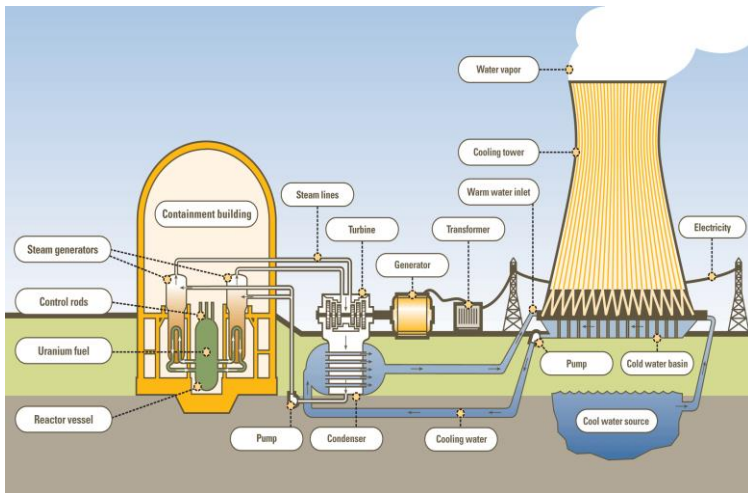 Water vapor
Cooling tower
Steam lines
Warm water inlet
Containment building
Turbine
Transformer
Electricity
Steam generators
Generator
Control rods
Uranium fuel
Pump
Cold water basin
Reactor vessel
Cool water source
Pump
Condenser
Cooling water